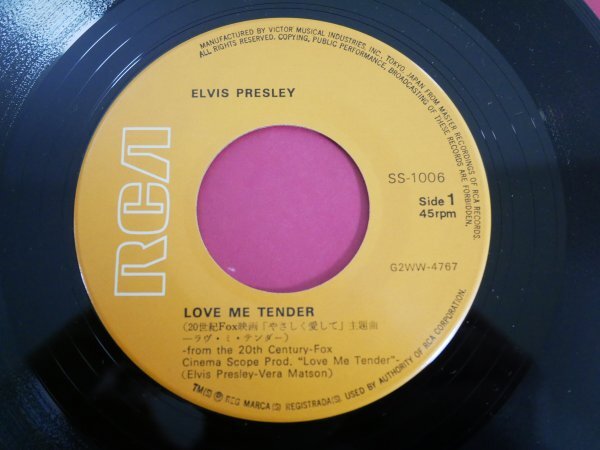 MANUFACTURED BY VICTOR MUSICAL INDUSTRIES, INC., TOKYO, JAPAN FROM MASTER RECORDINGS OF RCA RECORDS.
ALL RIGHTS RESERVED. COPYING, PUBLIC PERFORMANCE, BROADCASTING OF THESE RECORDS ARE FORBIDDEN.
ELVIS PRESLEY
RCA
SS-1006
Side 1
45rpm
G2WW-4767
LOVE ME TENDER
(20世紀Fox映画「やさしく愛して」主題曲
—ラヴ・ミ・テンダー)
-from the 20th Century-Fox
Cinema Scope Prod. "Love Me Tender"-
(Elvis Presley-Vera Matson)
TM(S) ® REG MARCA(S) REGISTRADA(S) USED BY AUTHORITY OF RCA CORPORATION.